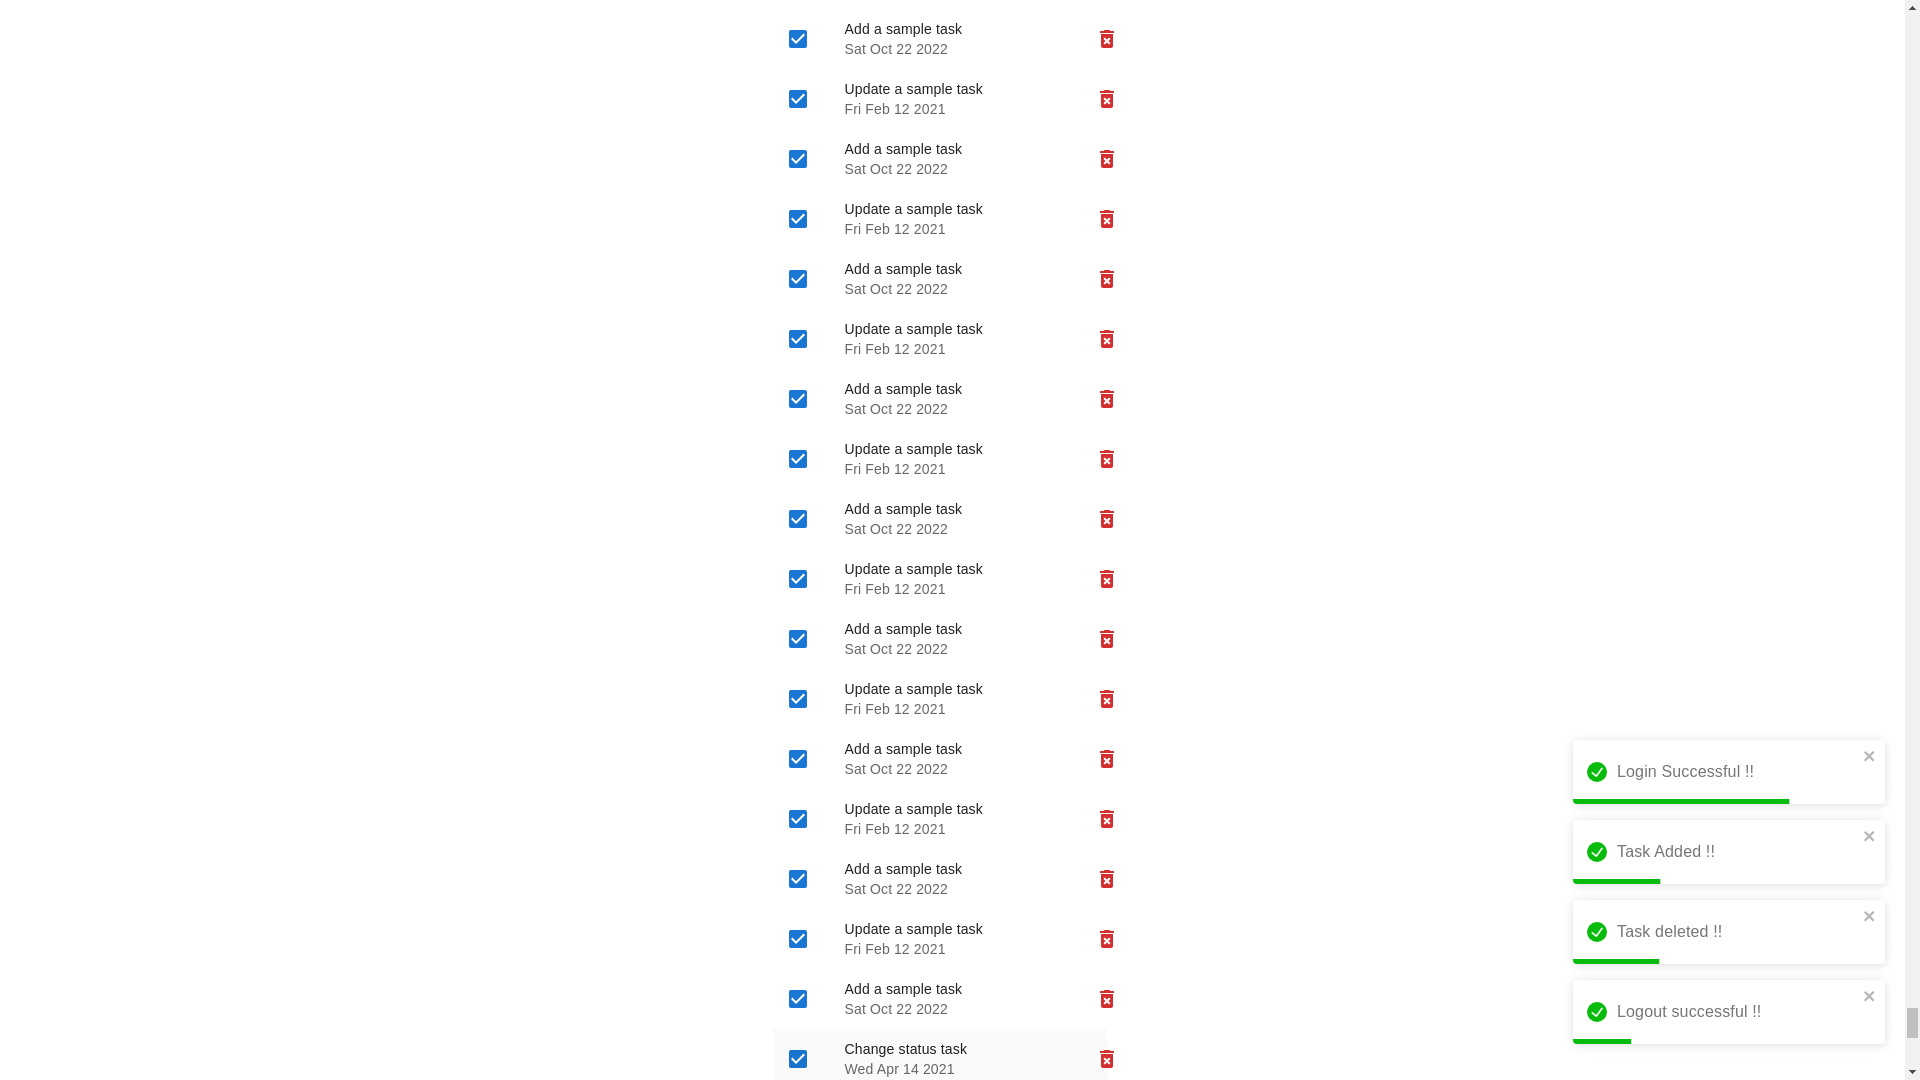 Add a sample task
Sat Oct 22 2022
Update a sample task
Fri Feb 12 2021
Add a sample task
Sat Oct 22 2022
Update a sample task
Fri Feb 12 2021
Add a sample task
Sat Oct 22 2022
Update a sample task
Fri Feb 12 2021
Add a sample task
Sat Oct 22 2022
Update a sample task
Fri Feb 12 2021
Add a sample task
Sat Oct 22 2022
Update a sample task
Fri Feb 12 2021
Add a sample task
Sat Oct 22 2022
Update a sample task
Fri Feb 12 2021
Add a sample task
Sat Oct 22 2022
Update a sample task
Fri Feb 12 2021
Add a sample task
Sat Oct 22 2022
Update a sample task
Fri Feb 12 2021
Add a sample task
Sat Oct 22 2022
Change status task
Wed Apr 14 2021
Login Successful !!
Task Added !!
Task deleted !!
Logout successful !!